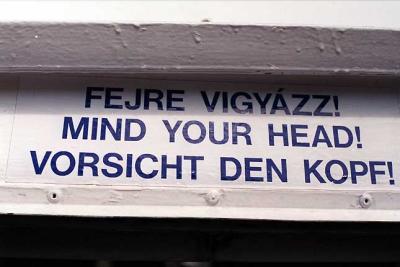 FEJRE VIGYÁZZ!
MIND YOUR HEAD!
VORSICHT DEN KOPF!